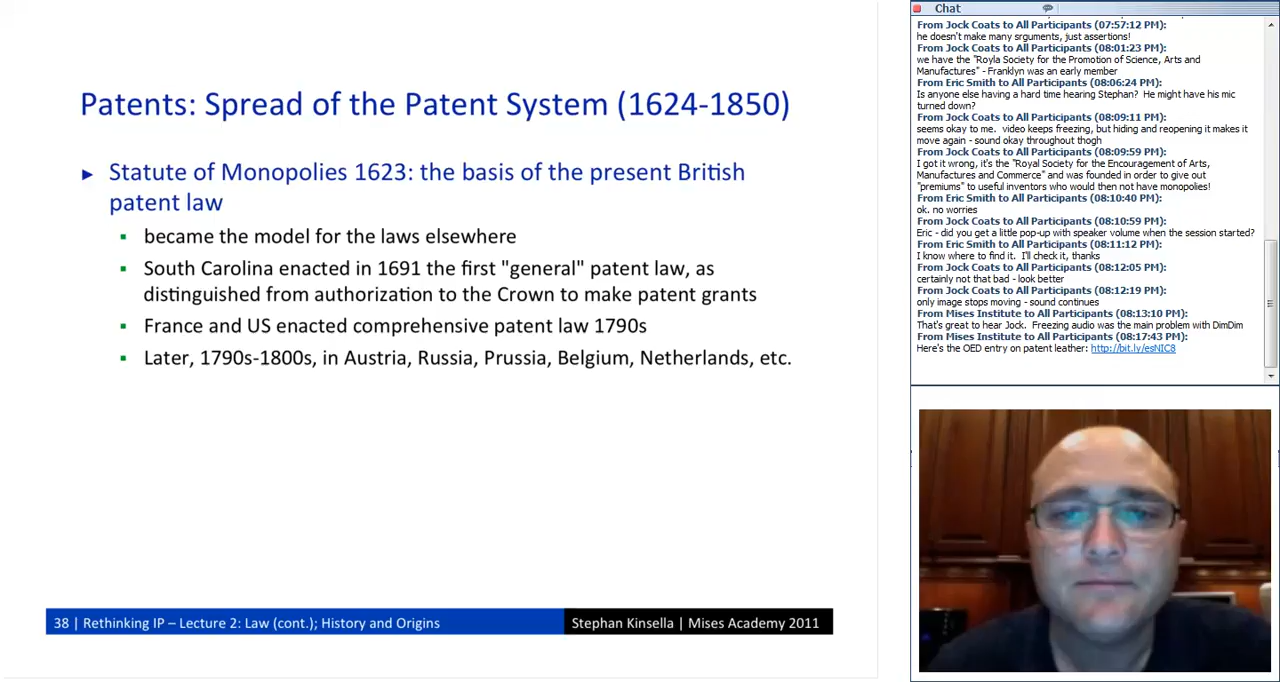 Patents: Spread of the Patent System (1624-1850)
► Statute of Monopolies 1623: the basis of the present British
patent law
▪ became the model for the laws elsewhere
▪ South Carolina enacted in 1691 the first "general" patent law, as
distinguished from authorization to the Crown to make patent grants
▪ France and US enacted comprehensive patent law 1790s
▪ Later, 1790s-1800s, in Austria, Russia, Prussia, Belgium, Netherlands, etc.
38 | Rethinking IP – Lecture 2: Law (cont.); History and Origins
Stephan Kinsella | Mises Academy 2011
Chat
From Jock Coats to All Participants (07:57:12 PM):
he doesn't make many srguments, just assertions!
From Jock Coats to All Participants (08:01:23 PM):
we have the "Royla Society for the Promotion of Science, Arts and
Manufactures" - Franklyn was an early member
From Eric Smith to All Participants (08:06:24 PM):
Is anyone else having a hard time hearing Stephan? He might have his mic
turned down?
From Jock Coats to All Participants (08:09:11 PM):
seems okay to me. video keeps freezing, but hiding and reopening it makes it
move again - sound okay throughout thogh
From Jock Coats to All Participants (08:09:59 PM):
I got it wrong, it's the "Royal Society for the Encouragement of Arts,
Manufactures and Commerce" and was founded in order to give out
"premiums" to useful inventors who would then not have monopolies!
From Eric Smith to All Participants (08:10:40 PM):
ok. no worries
From Jock Coats to All Participants (08:10:59 PM):
Eric - did you get a little pop-up with speaker volume when the session started?
From Eric Smith to All Participants (08:11:12 PM):
I know where to find it. I'll check it, thanks
From Jock Coats to All Participants (08:12:05 PM):
certainly not that bad - look better
From Jock Coats to All Participants (08:12:19 PM):
only image stops moving - sound continues
From Mises Institute to All Participants (08:13:10 PM):
That's great to hear Jock. Freezing audio was the main problem with DimDim
From Mises Institute to All Participants (08:17:43 PM):
Here's the OED entry on patent leather: http://bit.ly/esNIC8